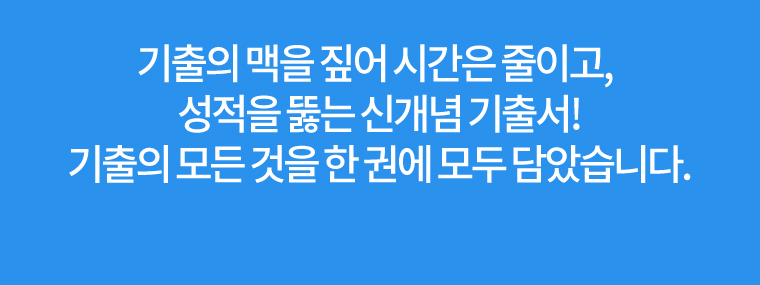 기출의 맥을 짚어 시간은 줄이고,
성적을 뚫는 신개념 기출서!
기출의 모든 것을 한 권에 모두 담았습니다.